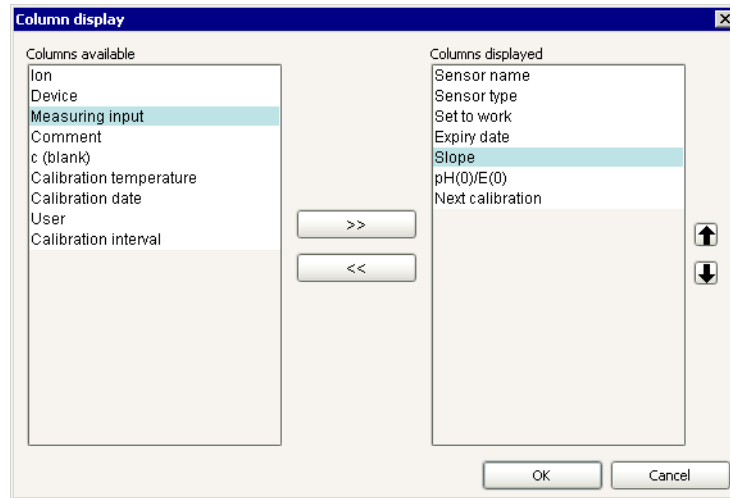 Column display
Columns available
Ion
Device
Measuring input
Comment
c (blank)
Calibration temperature
Calibration date
User
Calibration interval
>>
<<
Columns displayed
Sensor name
Sensor type
Set to work
Expiry date
Slope
pH(0)/E(0)
Next calibration
OK
Cancel